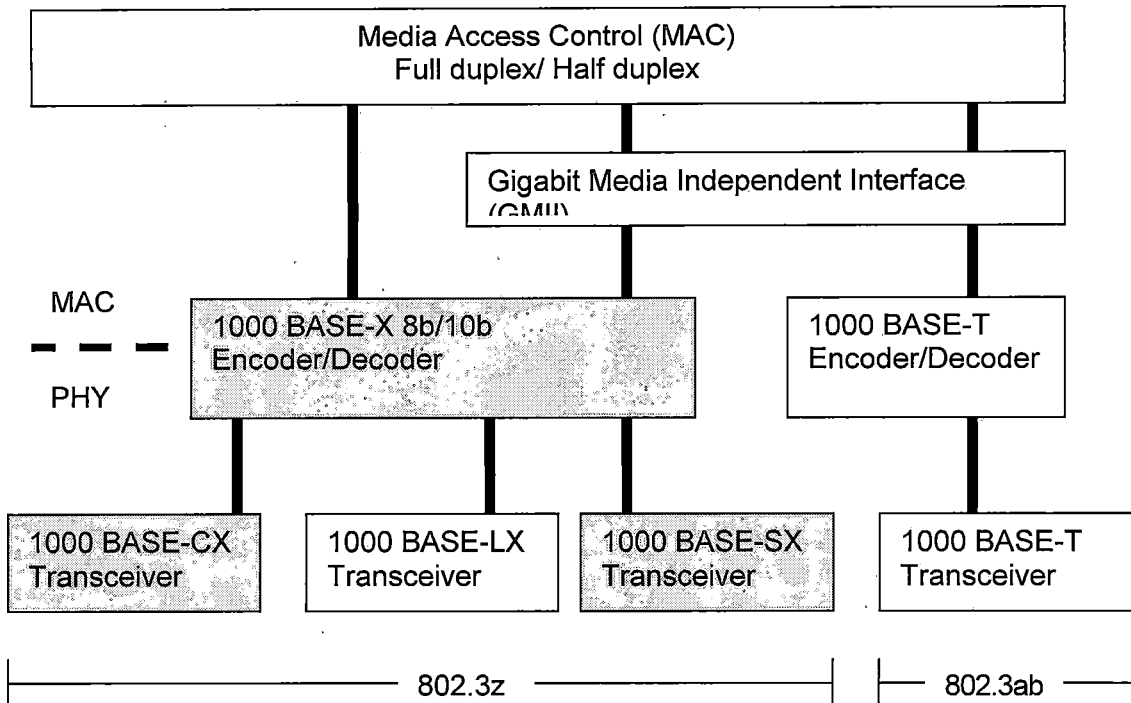 Media Access Control (MAC)
Full duplex/ Half duplex
Gigabit Media Independent Interface
(GMII)
MAC
PHY
1000 BASE-X 8b/10b
Encoder/Decoder
1000 BASE-T
Encoder/Decoder
1000 BASE-CX
Transceiver
1000 BASE-LX
Transceiver
1000 BASE-SX
Transceiver
1000 BASE-T
Transceiver
802.3z
802.3ab